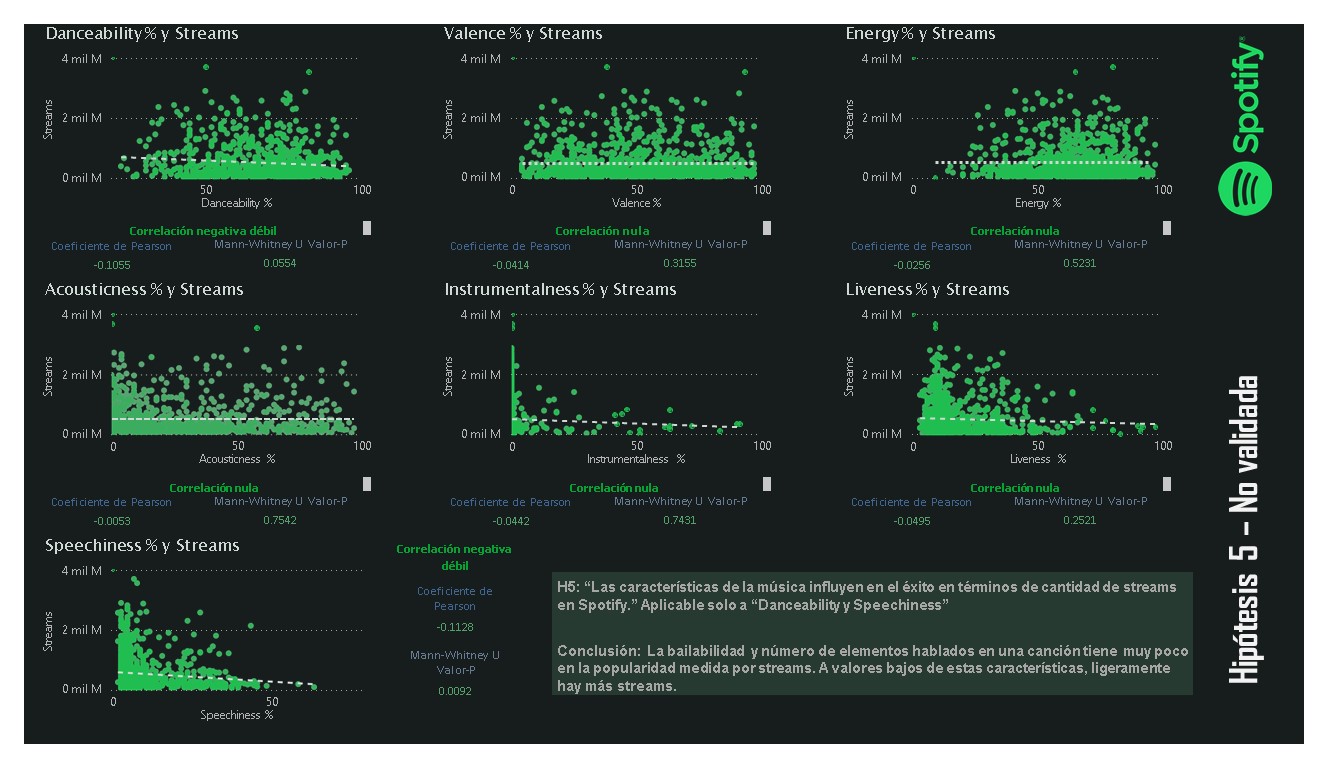 Danceability % y Streams
4 mil M
2 mil M
0 mil M
Streams
50
100
Danceability %
Correlación negativa débil
Coeficiente de Pearson
Mann-Whitney U Valor-P
-0.1055
0.0554
Valence % y Streams
4 mil M
2 mil M
0 mil M
Streams
0
50
100
Valence %
Correlación nula
Coeficiente de Pearson
Mann-Whitney U Valor-P
-0.0414
0.3155
Energy % y Streams
4 mil M
2 mil M
0 mil M
Streams
0
50
100
Energy %
Correlación nula
Coeficiente de Pearson
Mann-Whitney U Valor-P
-0.0256
0.5231
Acousticness % y Streams
4 mil M
2 mil M
0 mil M
Streams
0
50
100
Acousticness %
Correlación nula
Coeficiente de Pearson
Mann-Whitney U Valor-P
-0.0053
0.7542
Instrumentalness % y Streams
4 mil M
2 mil M
0 mil M
Streams
0
50
100
Instrumentalness %
Correlación nula
Coeficiente de Pearson
Mann-Whitney U Valor-P
-0.0442
0.7431
Liveness % y Streams
4 mil M
2 mil M
0 mil M
Streams
0
50
100
Liveness %
Correlación nula
Coeficiente de Pearson
Mann-Whitney U Valor-P
-0.0495
0.2521
Speechiness % y Streams
4 mil M
2 mil M
0 mil M
Streams
0
50
Speechiness %
Correlación negativa
débil
Coeficiente de
Pearson
-0.1128
Mann-Whitney U
Valor-P
0.0092
H5: “Las características de la música influyen en el éxito en términos de cantidad de streams
en Spotify.” Aplicable solo a “Danceability y Speechiness”
Conclusión: La bailabilidad y número de elementos hablados en una canción tiene muy poco
en la popularidad medida por streams. A valores bajos de estas características, ligeramente
hay más streams.
Spotify
Hipótesis 5 – No validada